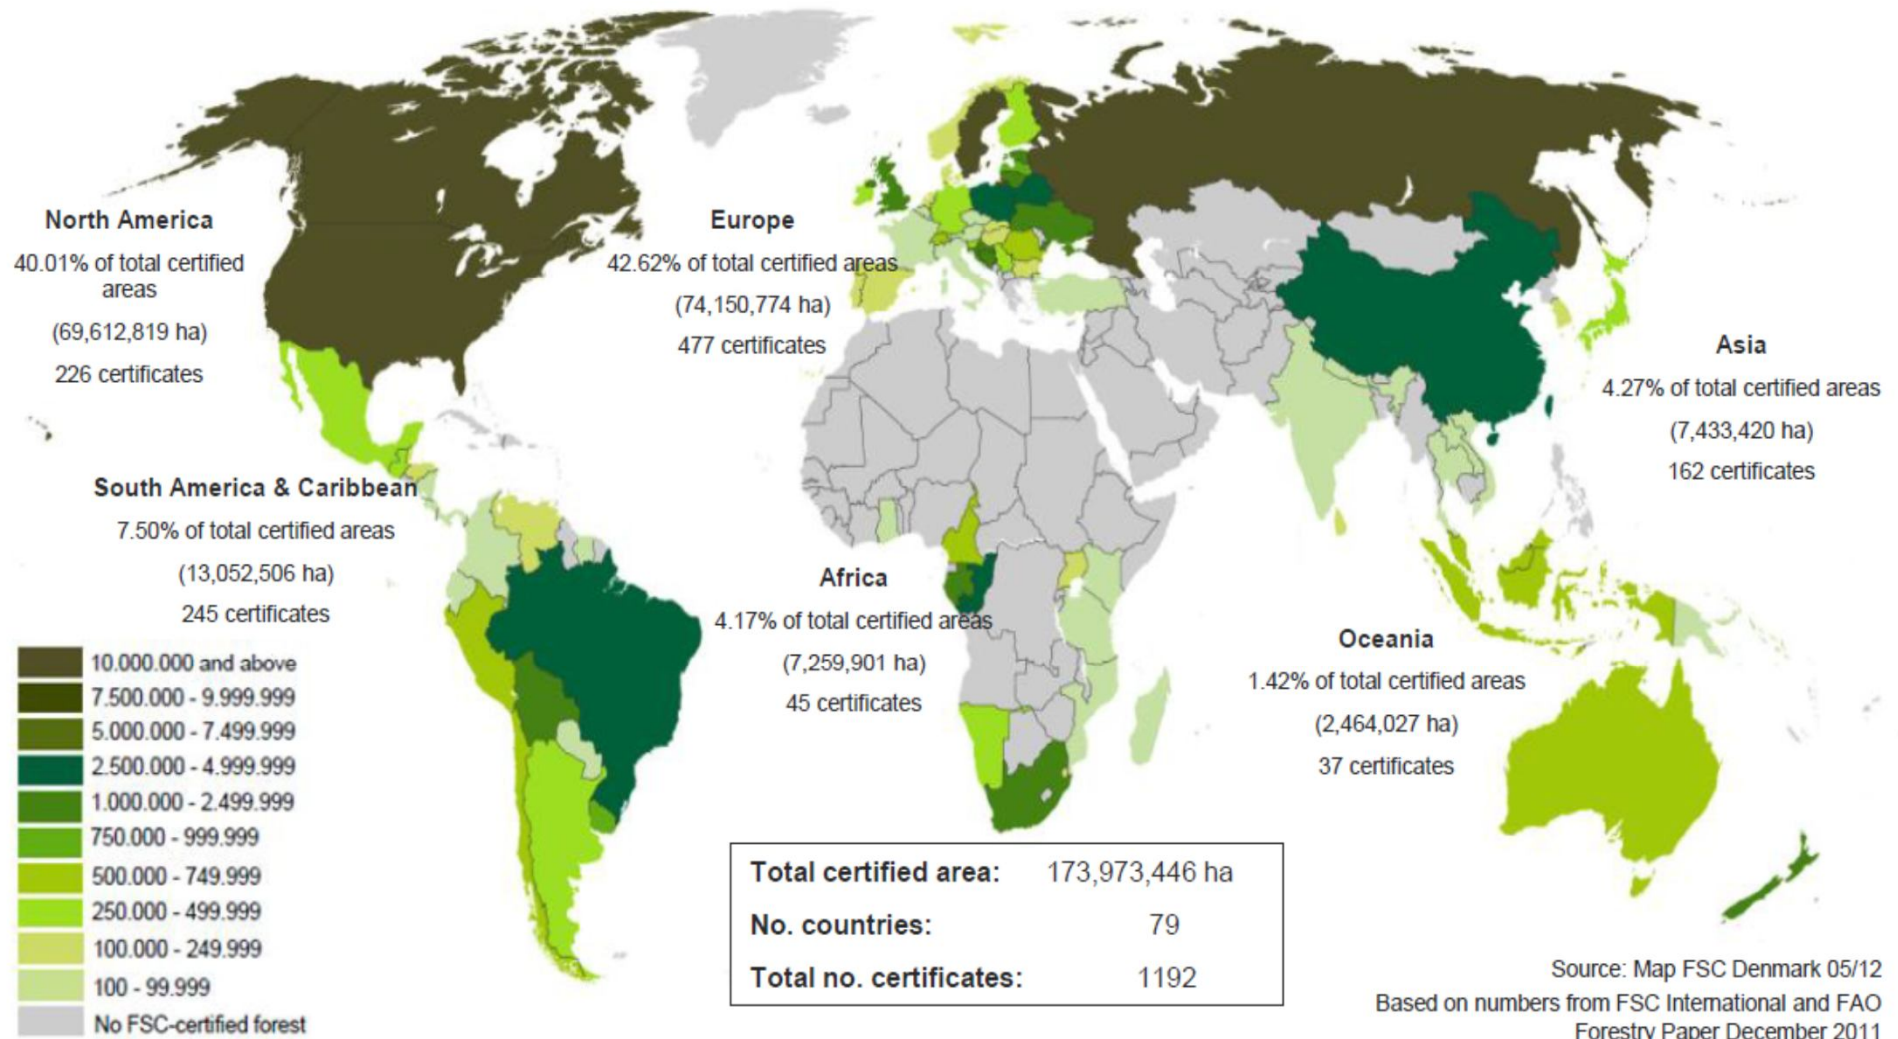 North America
40.01% of total certified
areas
(69,612,819 ha)
226 certificates
Europe
42.62% of total certified areas
(74,150,774 ha)
477 certificates
Asia
4.27% of total certified areas
(7,433,420 ha)
162 certificates
South America & Caribbean
7.50% of total certified areas
(13,052,506 ha)
245 certificates
Africa
4.17% of total certified areas
(7,259,901 ha)
45 certificates
Oceania
1.42% of total certified areas
(2,464,027 ha)
37 certificates
10.000.000 and above
7.500.000 - 9.999.999
5.000.000 - 7.499.999
2.500.000 - 4.999.999
1.000.000 - 2.499.999
750.000 - 999.999
500.000 - 749.999
250.000 - 499.999
100.000 - 249.999
100 - 99.999
No FSC-certified forest
Total certified area: 173,973,446 ha
No. countries: 79
Total no. certificates: 1192
Source: Map FSC Denmark 05/12
Based on numbers from FSC International and FAO
Forestry Paper December 2011